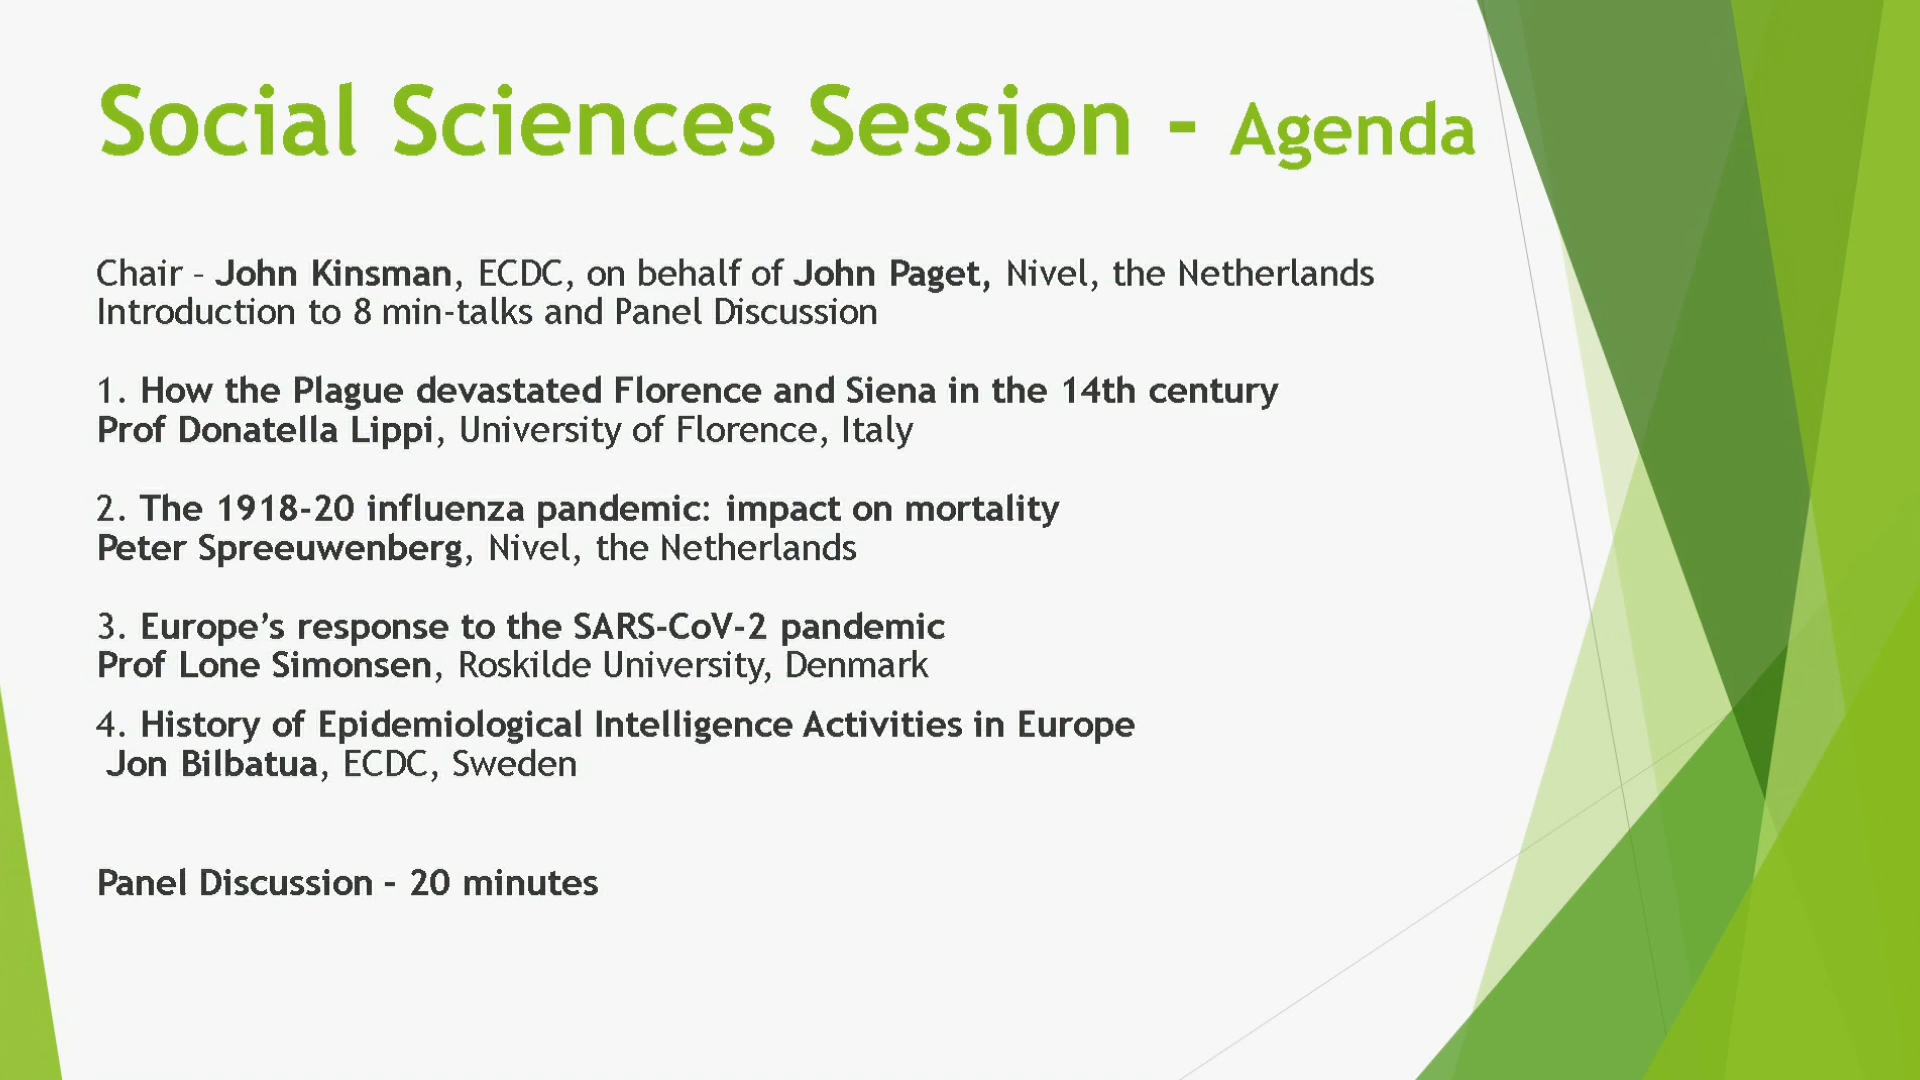 Social Sciences Session - Agenda
Chair – John Kinsman, ECDC, on behalf of John Paget, Nivel, the Netherlands
Introduction to 8 min-talks and Panel Discussion
1. How the Plague devastated Florence and Siena in the 14th century
Prof Donatella Lippi, University of Florence, Italy
2. The 1918-20 influenza pandemic: impact on mortality
Peter Spreeuwenberg, Nivel, the Netherlands
3. Europe’s response to the SARS-CoV-2 pandemic
Prof Lone Simonsen, Roskilde University, Denmark
4. History of Epidemiological Intelligence Activities in Europe
Jon Bilbatua, ECDC, Sweden
Panel Discussion – 20 minutes